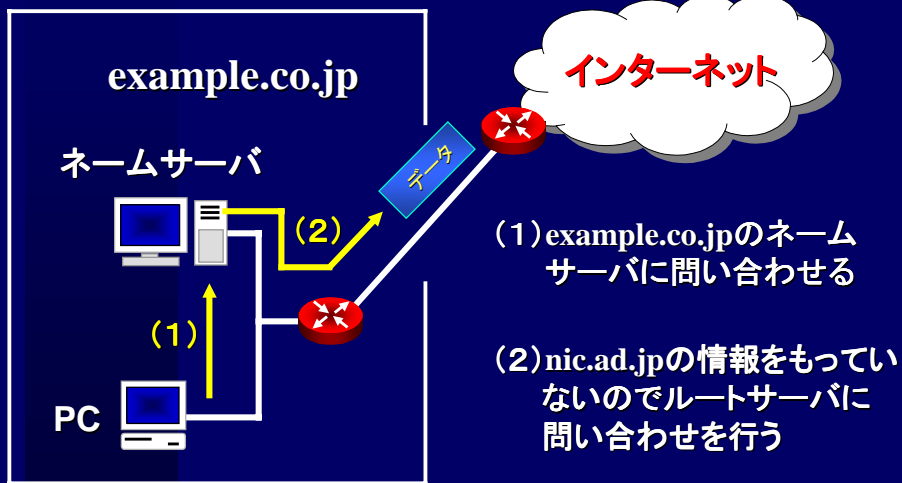 example.co.jp
インターネット
ネームサーバ
データ
(2)
(1)
PC
(1)example.co.jpのネーム
サーバに問い合わせる
(2)nic.ad.jpの情報をもってい
ないのでルートサーバに
問い合わせを行う